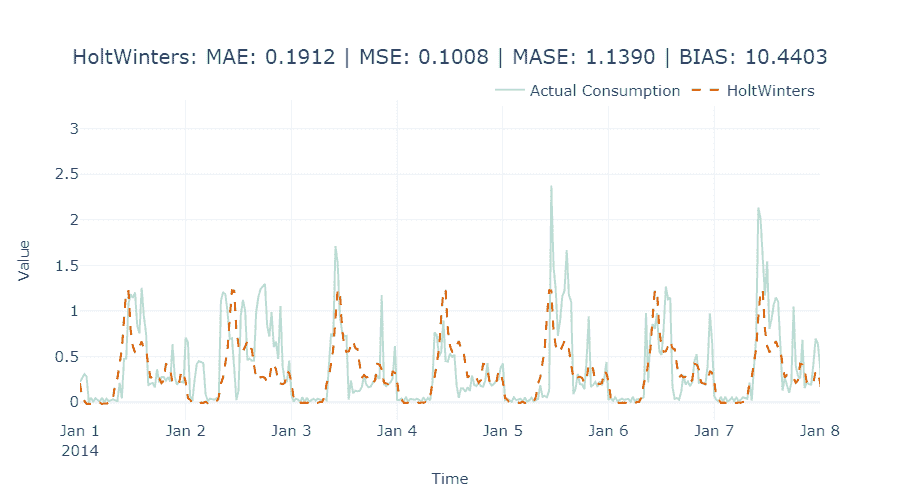 HoltWinters: MAE: 0.1912 | MSE: 0.1008 | MASE: 1.1390 | BIAS: 10.4403
Actual Consumption HoltWinters
3
2.5
2
1.5
1
0.5
0
Value
Jan 1 Jan 2 Jan 3 Jan 4 Jan 5 Jan 6 Jan 7 Jan 8
2014
Time